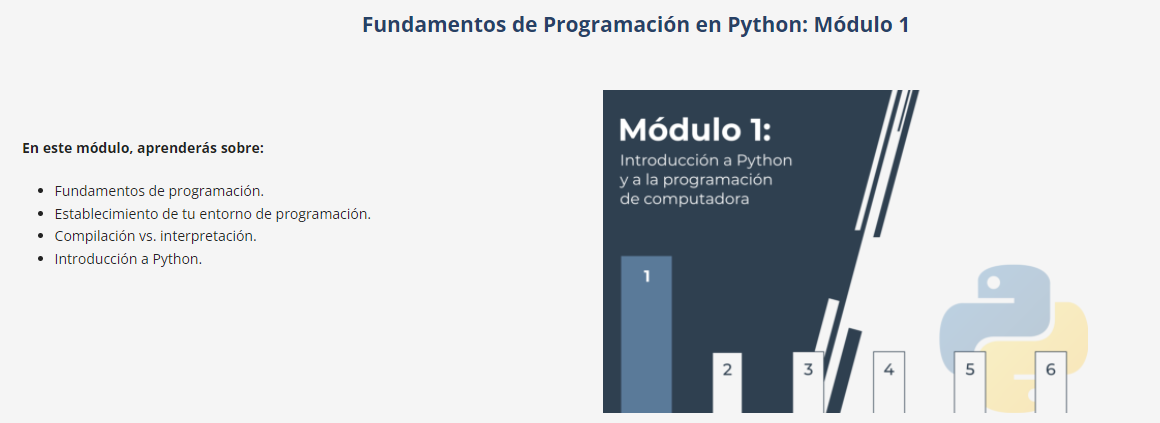 Fundamentos de Programación en Python: Módulo 1
En este módulo, aprenderás sobre:
Fundamentos de programación.
Establecimiento de tu entorno de programación.
Compilación vs. interpretación.
Introducción a Python.
Módulo 1:
Introducción a Python
y a la programación
de computadora
1
2
3
4
5
6